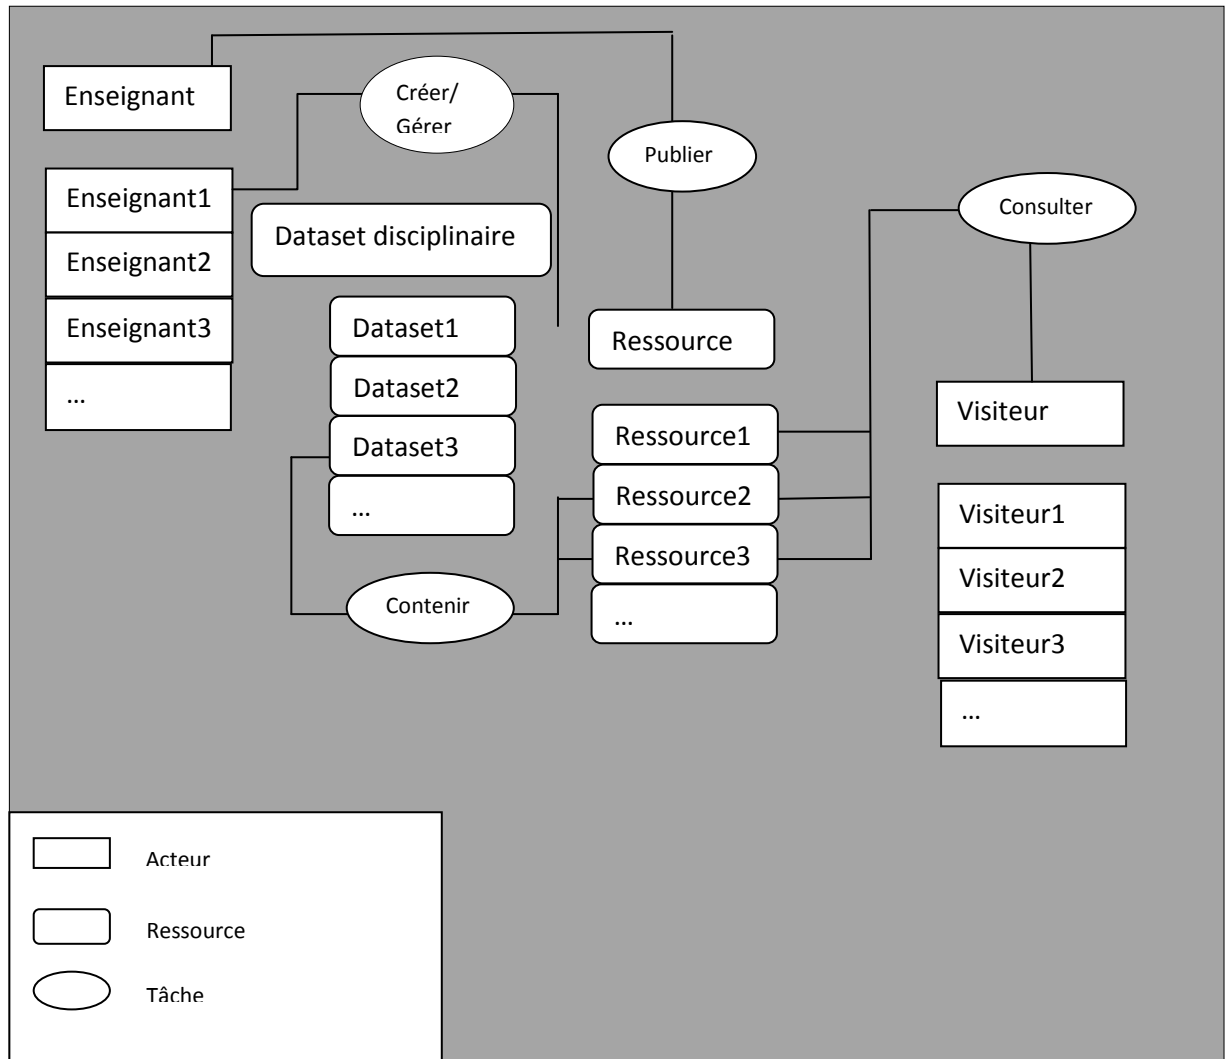 Enseignant
Créer/
Gérer
Publier
Enseignant1
Enseignant2
Enseignant3
...
Dataset disciplinaire
Dataset1
Dataset2
Dataset3
...
Contenir
Ressource
Ressource1
Ressource2
Ressource3
...
Consulter
Visiteur
Visiteur1
Visiteur2
Visiteur3
...
Acteur
Ressource
Tâche